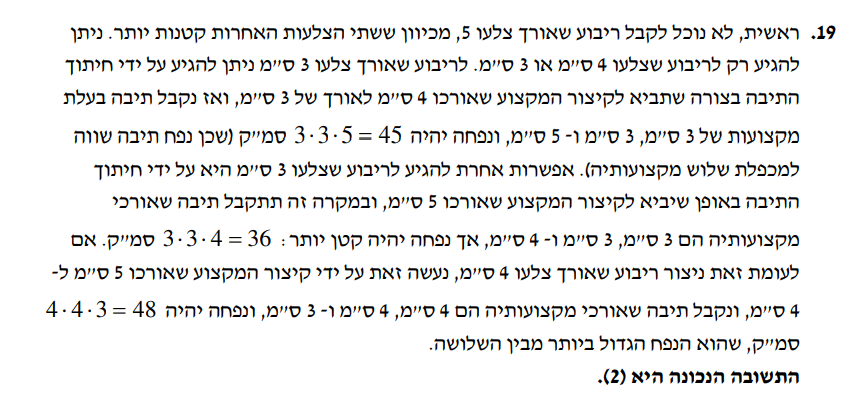 19. ראשית, לא נוכל לקבל ריבוע שאורך צלעו 5, מכיוון ששתי הצלעות האחרות קטנות יותר. ניתן
להגיע רק לריבוע שצלעו 4 ס״מ או 3 ס״מ. לריבוע שאורך צלעו 3 ס״מ ניתן להגיע על ידי חיתוך
התיבה בצורה שתביא לקיצור המקצוע שאורכו 4 ס״מ לאורך של 3 ס״מ, ואז נקבל תיבה בעלת
מקצועות של 3 ס״מ, 3 ס״מ ו- 5 ס״מ, ונפחה יהיה 3·3·5 = 45 סמ״ק (שכן נפח תיבה שווה
למכפלת שלוש מקצועותיה). אפשרות אחרת להגיע לריבוע שצלעו 3 ס״מ היא על ידי חיתוך
התיבה באופן שיביא לקיצור המקצוע שאורכו 5 ס״מ, ובמקרה זה תתקבל תיבה שאורכי
מקצועותיה הם 3 ס״מ, 3 ס״מ ו- 4 ס״מ, אך נפחה יהיה קטן יותר: 3·3·4 = 36 סמ״ק. אם
לעומת זאת ניצור ריבוע שאורך צלעו 4 ס״מ, נעשה זאת על ידי קיצור המקצוע שאורכו 5 ס״מ ל-
4 ס״מ, ונקבל תיבה שאורכי מקצועותיה הם 4 ס״מ, 4 ס״מ ו- 3 ס״מ, ונפחה יהיה 4·4·3 = 48
סמ״ק, שהוא הנפח הגדול ביותר מבין השלושה.
התשובה הנכונה היא (2).